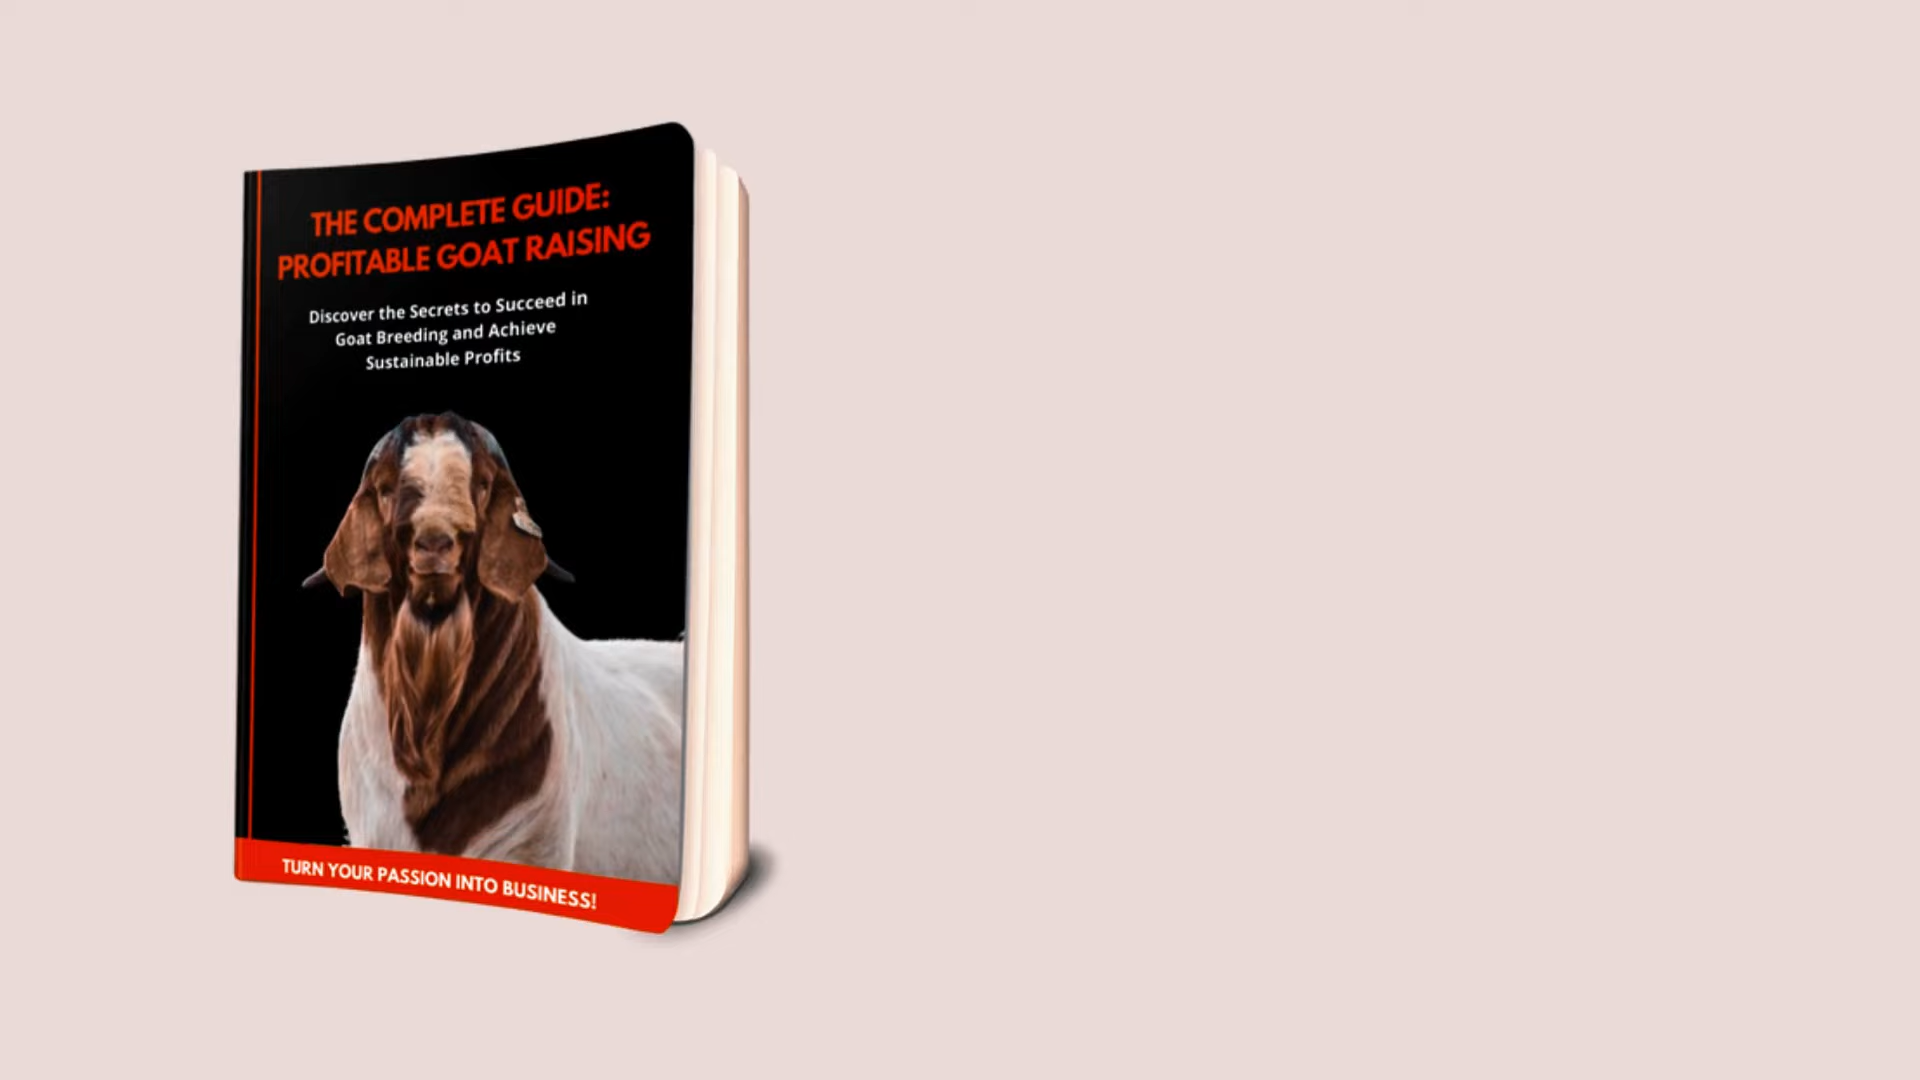 THE COMPLETE GUIDE:
PROFITABLE GOAT RAISING
Discover the Secrets to Succeed in
Goat Breeding and Achieve
Sustainable Profits
TURN YOUR PASSION INTO BUSINESS!